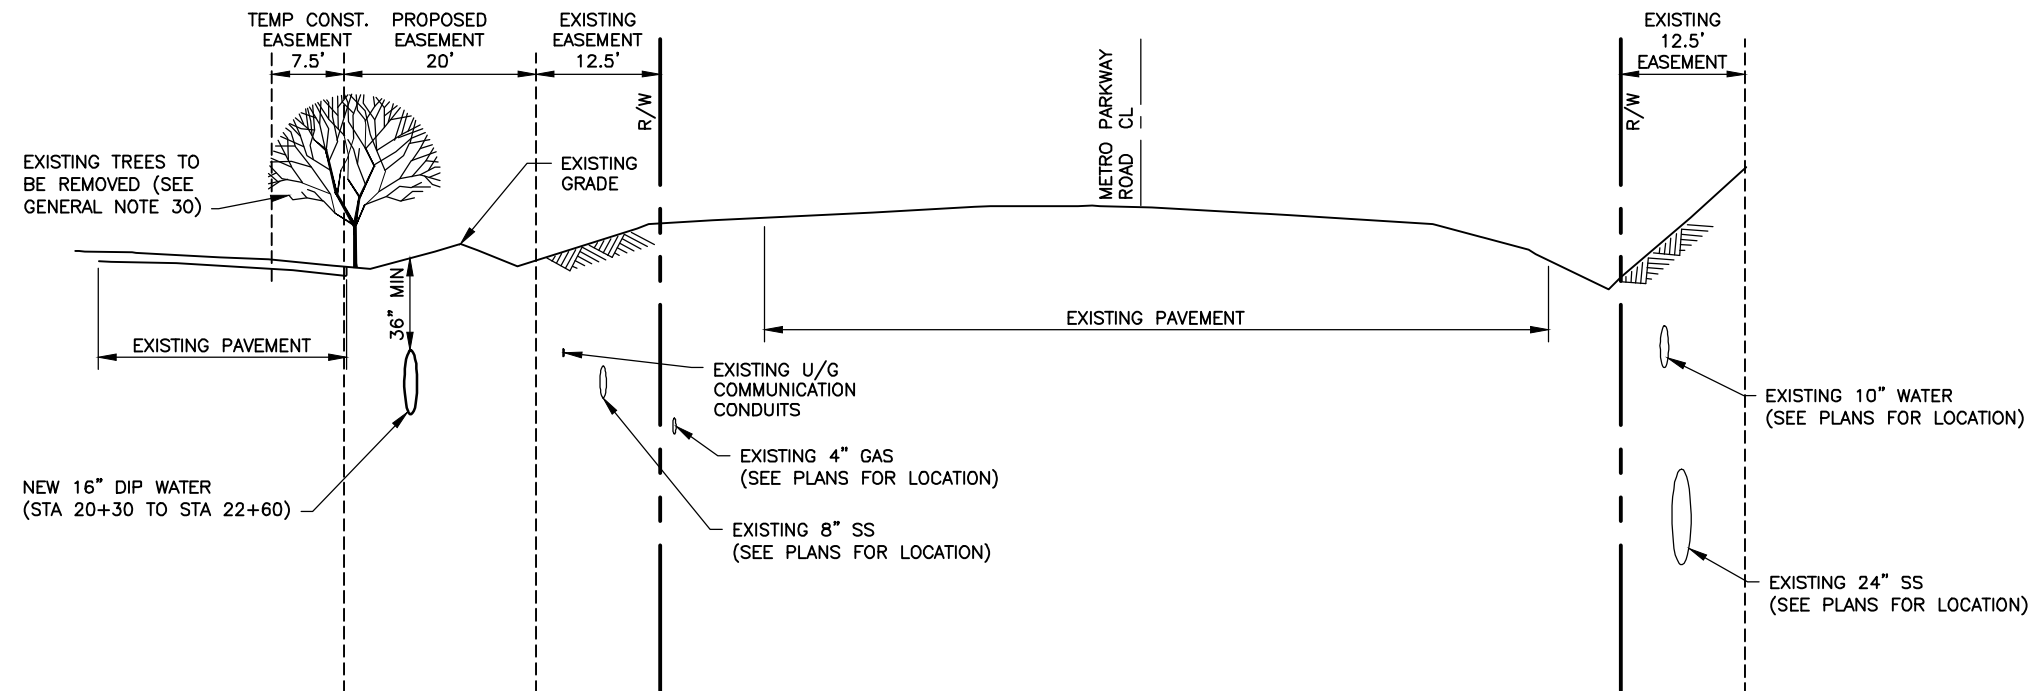 TEMP CONST.
EASEMENT
7.5'
PROPOSED
EASEMENT
20'
EXISTING
EASEMENT
12.5'
R/W
METRO PARKWAY
ROAD CL
EXISTING
12.5'
EASEMENT
R/W
EXISTING TREES TO
BE REMOVED (SEE
GENERAL NOTE 30)
EXISTING
GRADE
36" MIN
EXISTING PAVEMENT
EXISTING PAVEMENT
EXISTING U/G
COMMUNICATION
CONDUITS
EXISTING 10" WATER
(SEE PLANS FOR LOCATION)
EXISTING 4" GAS
(SEE PLANS FOR LOCATION)
NEW 16" DIP WATER
(STA 20+30 TO STA 22+60)
EXISTING 8" SS
(SEE PLANS FOR LOCATION)
EXISTING 24" SS
(SEE PLANS FOR LOCATION)